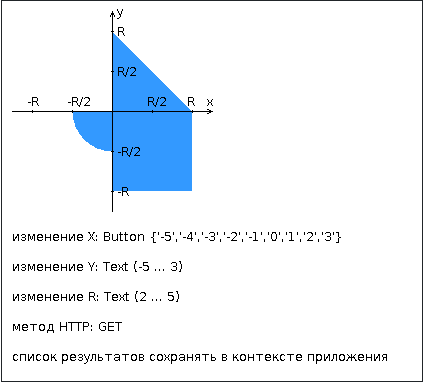 y
R
R/2
-R
-R/2
R/2
R
x
-R/2
-R
изменение X: Button {'-5','-4','-3','-2','-1','0','1','2','3'}
изменение Y: Text (-5 ... 3)
изменение R: Text (2 ... 5)
метод HTTP: GET
список результатов сохранять в контексте приложения